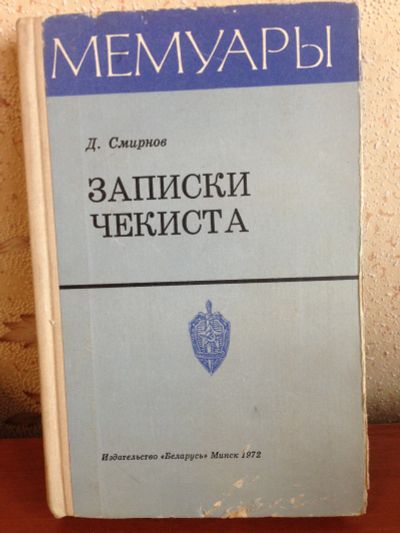 МЕМУАРЫ
Д. Смирнов
ЗАПИСКИ
ЧЕКИСТА
Издательство «Беларусь» Минск 1972